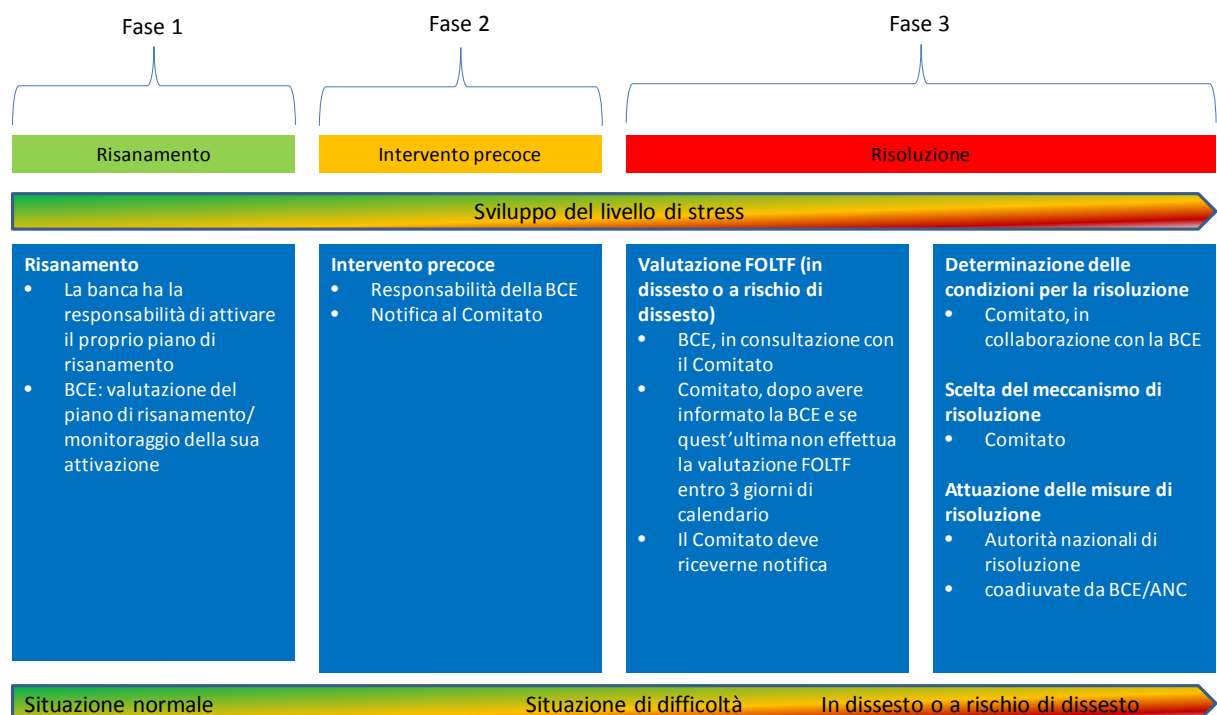 Fase 1
Fase 2
Fase 3
Risanamento
Intervento precoce
Risoluzione
Sviluppo del livello di stress
Risanamento
• La banca ha la
responsabilità di attivare
il proprio piano di
risanamento
• BCE: valutazione del
piano di risanamento/
monitoraggio della sua
attivazione
Intervento precoce
• Responsabilità della BCE
• Notifica al Comitato
Valutazione FOLTF (in
dissesto o a rischio di
dissesto)
• BCE, in consultazione con
il Comitato
• Comitato, dopo avere
informato la BCE e se
quest'ultima non effettua
la valutazione FOLTF
entro 3 giorni di
calendario
• Il Comitato deve
riceverne notifica
Determinazione delle
condizioni per la risoluzione
• Comitato, in
collaborazione con la BCE
Scelta del meccanismo di
risoluzione
• Comitato
Attuazione delle misure di
risoluzione
• Autorità nazionali di
risoluzione
• coadiuvate da BCE/ANC
Situazione normale
Situazione di difficoltà
In dissesto o a rischio di dissesto